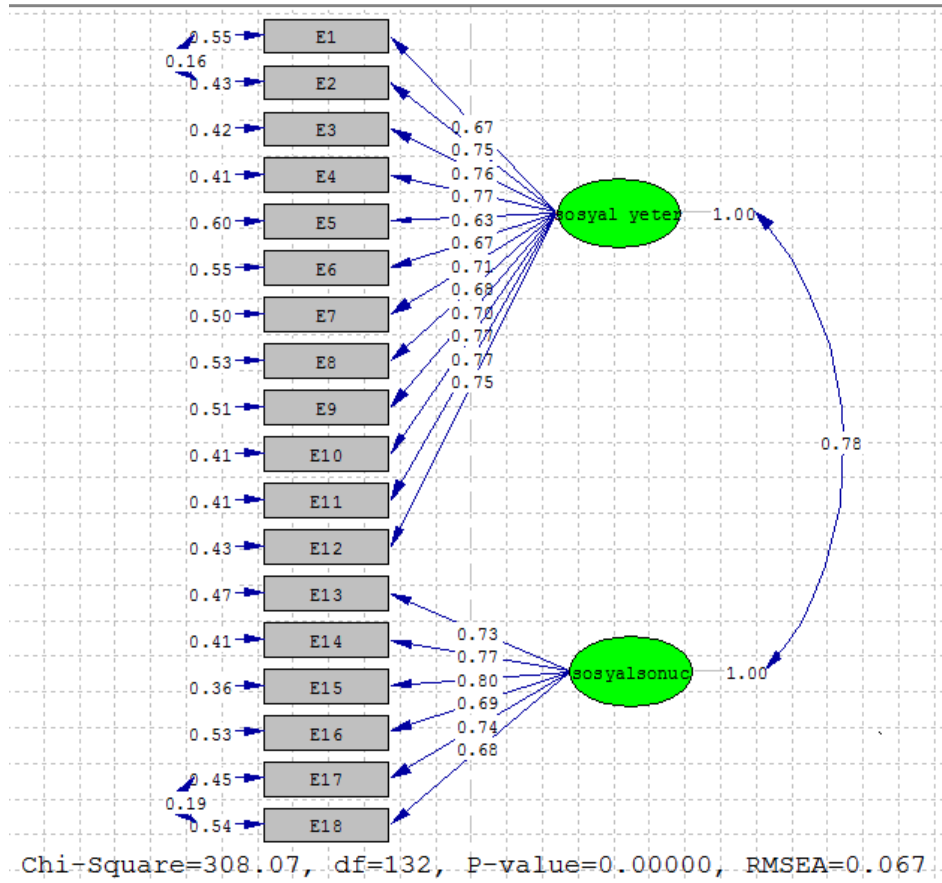 0.55 E1
0.16
0.43 E2
0.42 E3
0.67
0.75
0.41 E4
0.76
0.77
0.60 E5
0.63
sosyal yeter 1.00
0.67
0.55 E6
0.71
0.68
0.50 E7
0.70
0.77
0.53 E8
0.77
0.75
0.51 E9
0.78
0.41 E10
0.41 E11
0.43 E12
0.47 E13
0.73
0.41 E14
0.77
0.36 E15
0.80
sosyalsonuc 1.00
0.69
0.53 E16
0.74
0.68
0.45 E17
0.19
0.54 E18
Chi-Square=308.07, df=132, P-value=0.00000, RMSEA=0.067